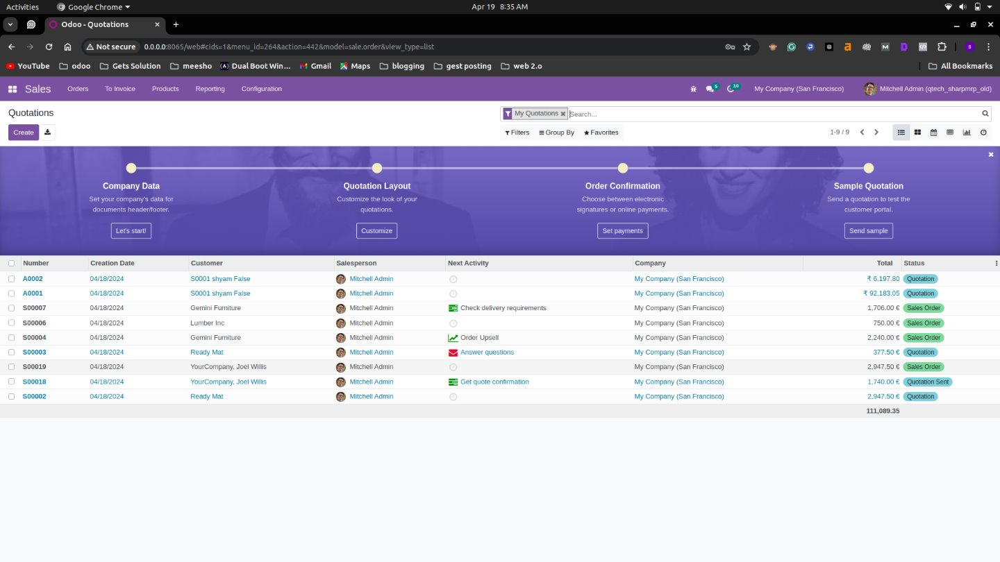 Activities Google Chrome Apr 19 8:35 AM
Odoo - Quotations
Not secure 0.0.0.0:8065/web#cids=1&menu_id=264&action=442&model=sale.order&view_type=list
YouTube odoo Gets Solution meesho Dual Boot Win... Gmail Maps blogging gest posting web 2.0 All Bookmarks
Sales Orders To Invoice Products Reporting Configuration 5 10 My Company (San Francisco) Mitchell Admin (qtech_sharpmrp_old)
Quotations My Quotations Search...
Create Filters Group By Favorites 1-9 / 9
Company Data Quotation Layout Order Confirmation Sample Quotation
Set your company's data for Customize the look of your Choose between electronic Send a quotation to test the
documents header/footer. quotations. signatures or online payments. customer portal.
Let's start! Customize Set payments Send sample
Number Creation Date Customer Salesperson Next Activity Company Total Status
A0002 04/18/2024 S0001 shyam False Mitchell Admin My Company (San Francisco) ₹ 6,197.80 Quotation
A0001 04/18/2024 S0001 shyam False Mitchell Admin My Company (San Francisco) ₹ 92,183.05 Quotation
S00007 04/18/2024 Gemini Furniture Mitchell Admin Check delivery requirements My Company (San Francisco) 1,706.00 € Sales Order
S00006 04/18/2024 Lumber Inc Mitchell Admin My Company (San Francisco) 750.00 € Sales Order
S00004 04/18/2024 Gemini Furniture Mitchell Admin Order Upsell My Company (San Francisco) 2,240.00 € Sales Order
S00003 04/18/2024 Ready Mat Mitchell Admin Answer questions My Company (San Francisco) 377.50 € Quotation
S00019 04/18/2024 YourCompany, Joel Willis Mitchell Admin My Company (San Francisco) 2,947.50 € Sales Order
S00018 04/18/2024 YourCompany, Joel Willis Mitchell Admin Get quote confirmation My Company (San Francisco) 1,740.00 € Quotation Sent
S00002 04/18/2024 Ready Mat Mitchell Admin My Company (San Francisco) 2,947.50 € Quotation
111,089.35